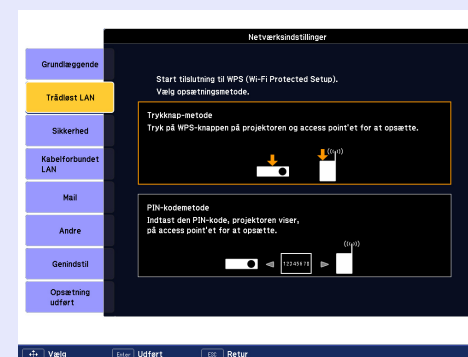 Netværksindstillinger
Grundlæggende
Trådløst LAN
Sikkerhed
Kabelforbundet
LAN
Mail
Andre
Genindstil
Opsætning
udført
Start tilslutning til WPS (Wi-Fi Protected Setup).
Vælg opsætningsmetode.
Trykknap-metode
Tryk på WPS-knappen på projektoren og access point'et for at opsætte.
PIN-kodemetode
Indtast den PIN-kode, projektoren viser,
på access point'et for at opsætte.
12345678
Vælg Enter Udført ESC Retur